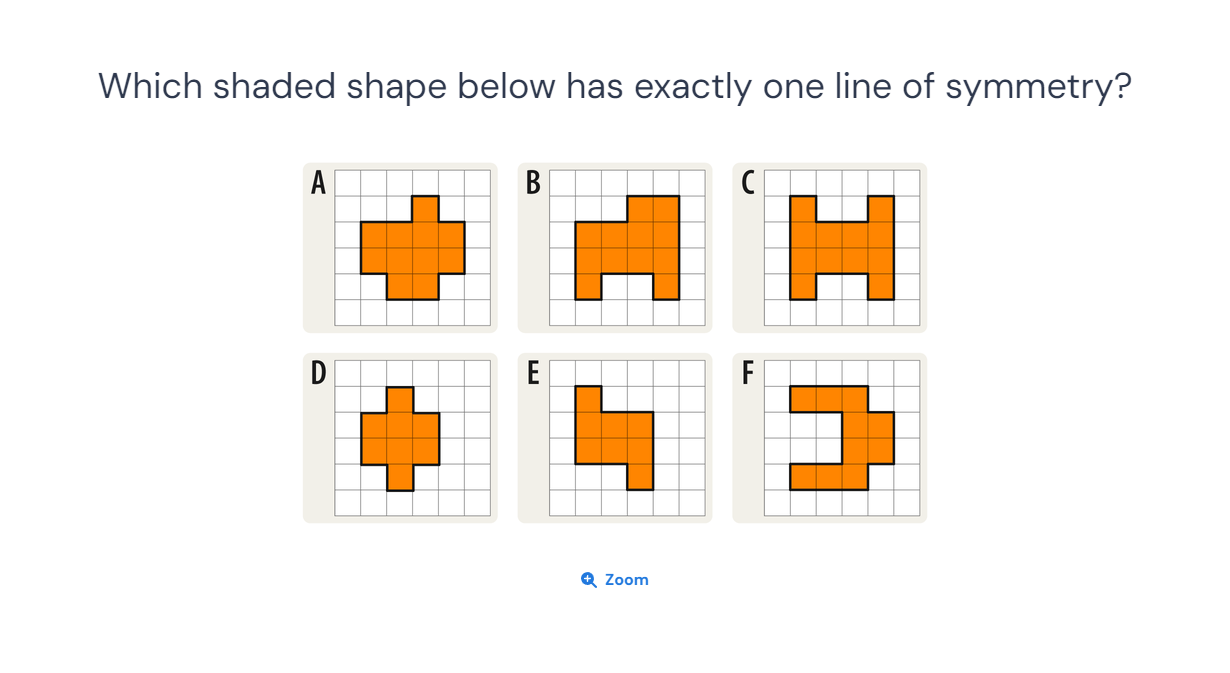 Which shaded shape below has exactly one line of symmetry?
A
B
C
D
E
F
Zoom